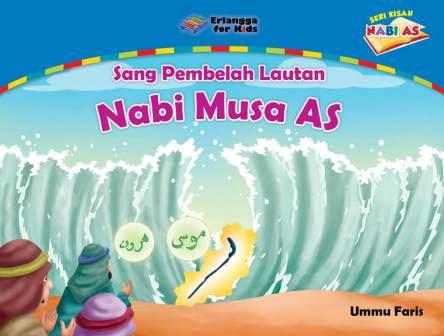 Erlangga
for Kids
SERI KISAH
NABI AS
Sang Pembelah Lautan
Nabi Musa As
هرون
موسى
Ummu Faris